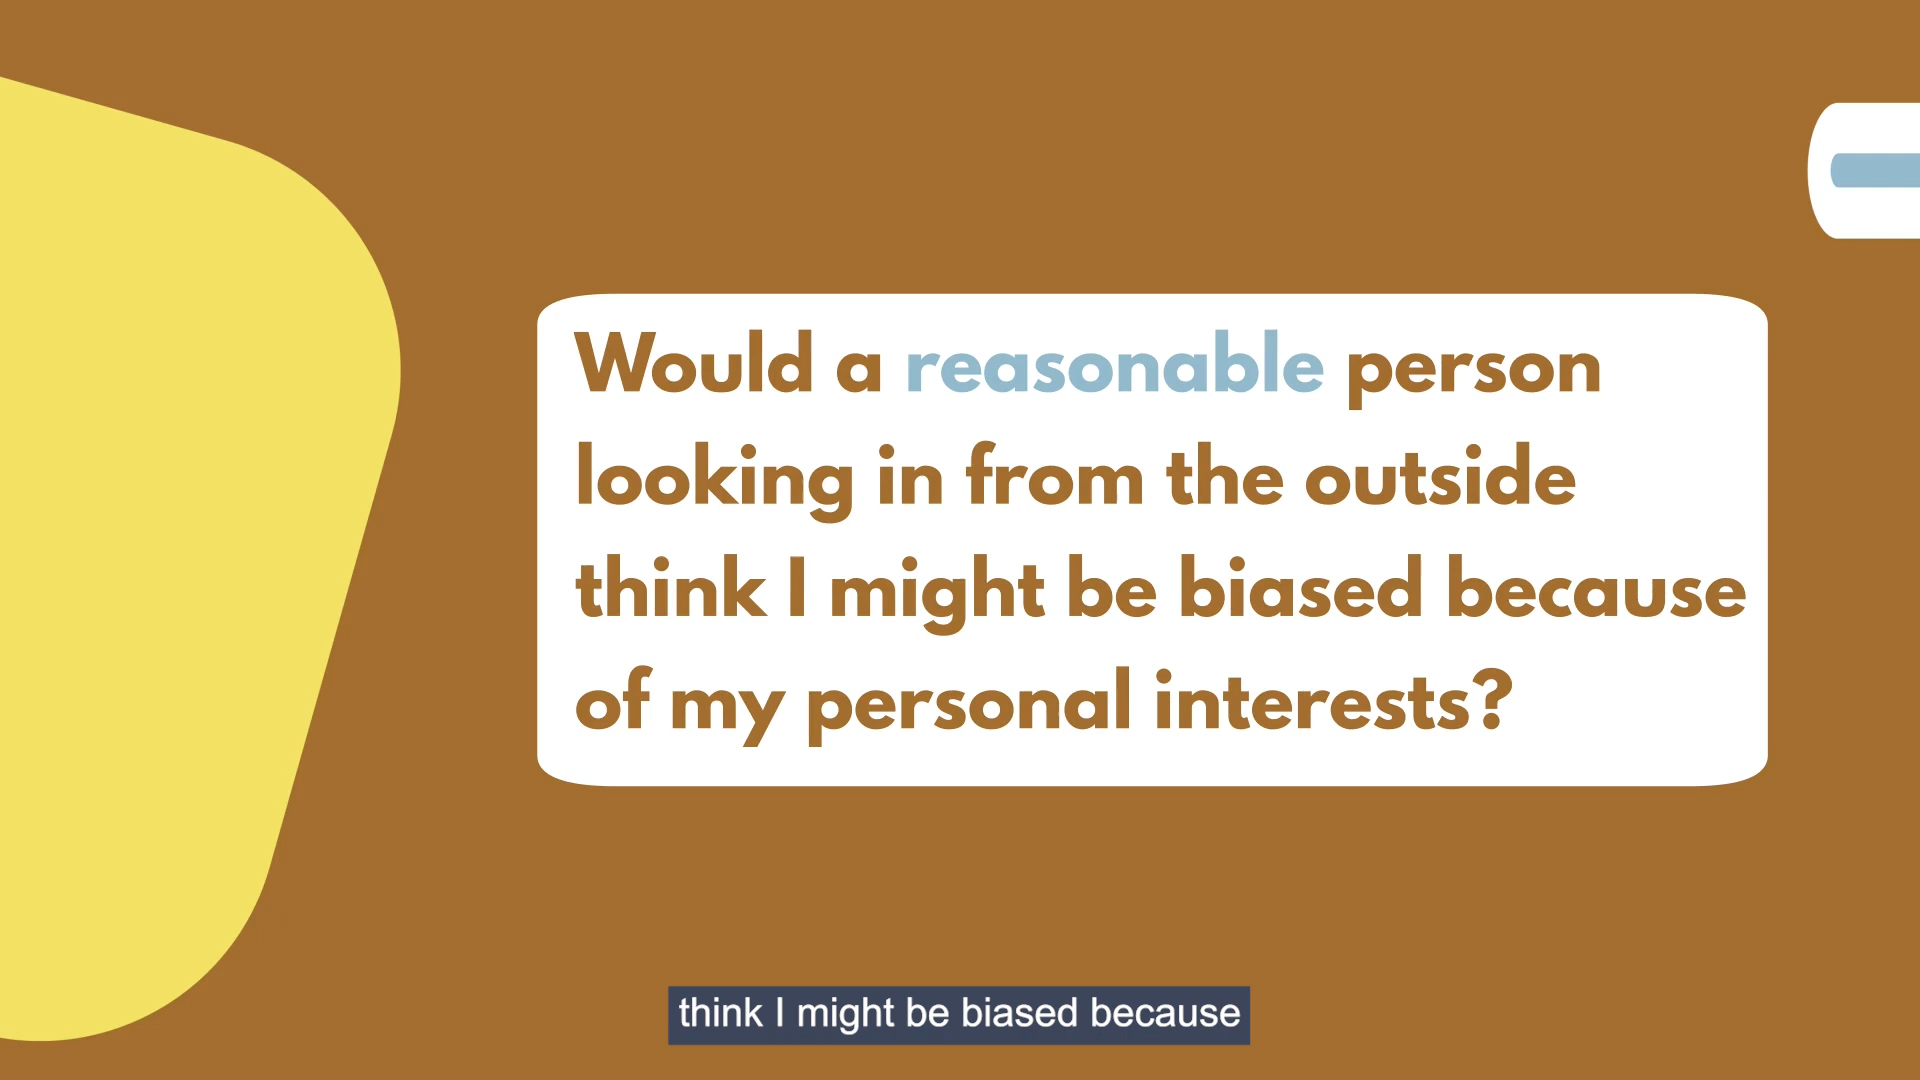 Would a reasonable person
looking in from the outside
think I might be biased because
of my personal interests?
think I might be biased because